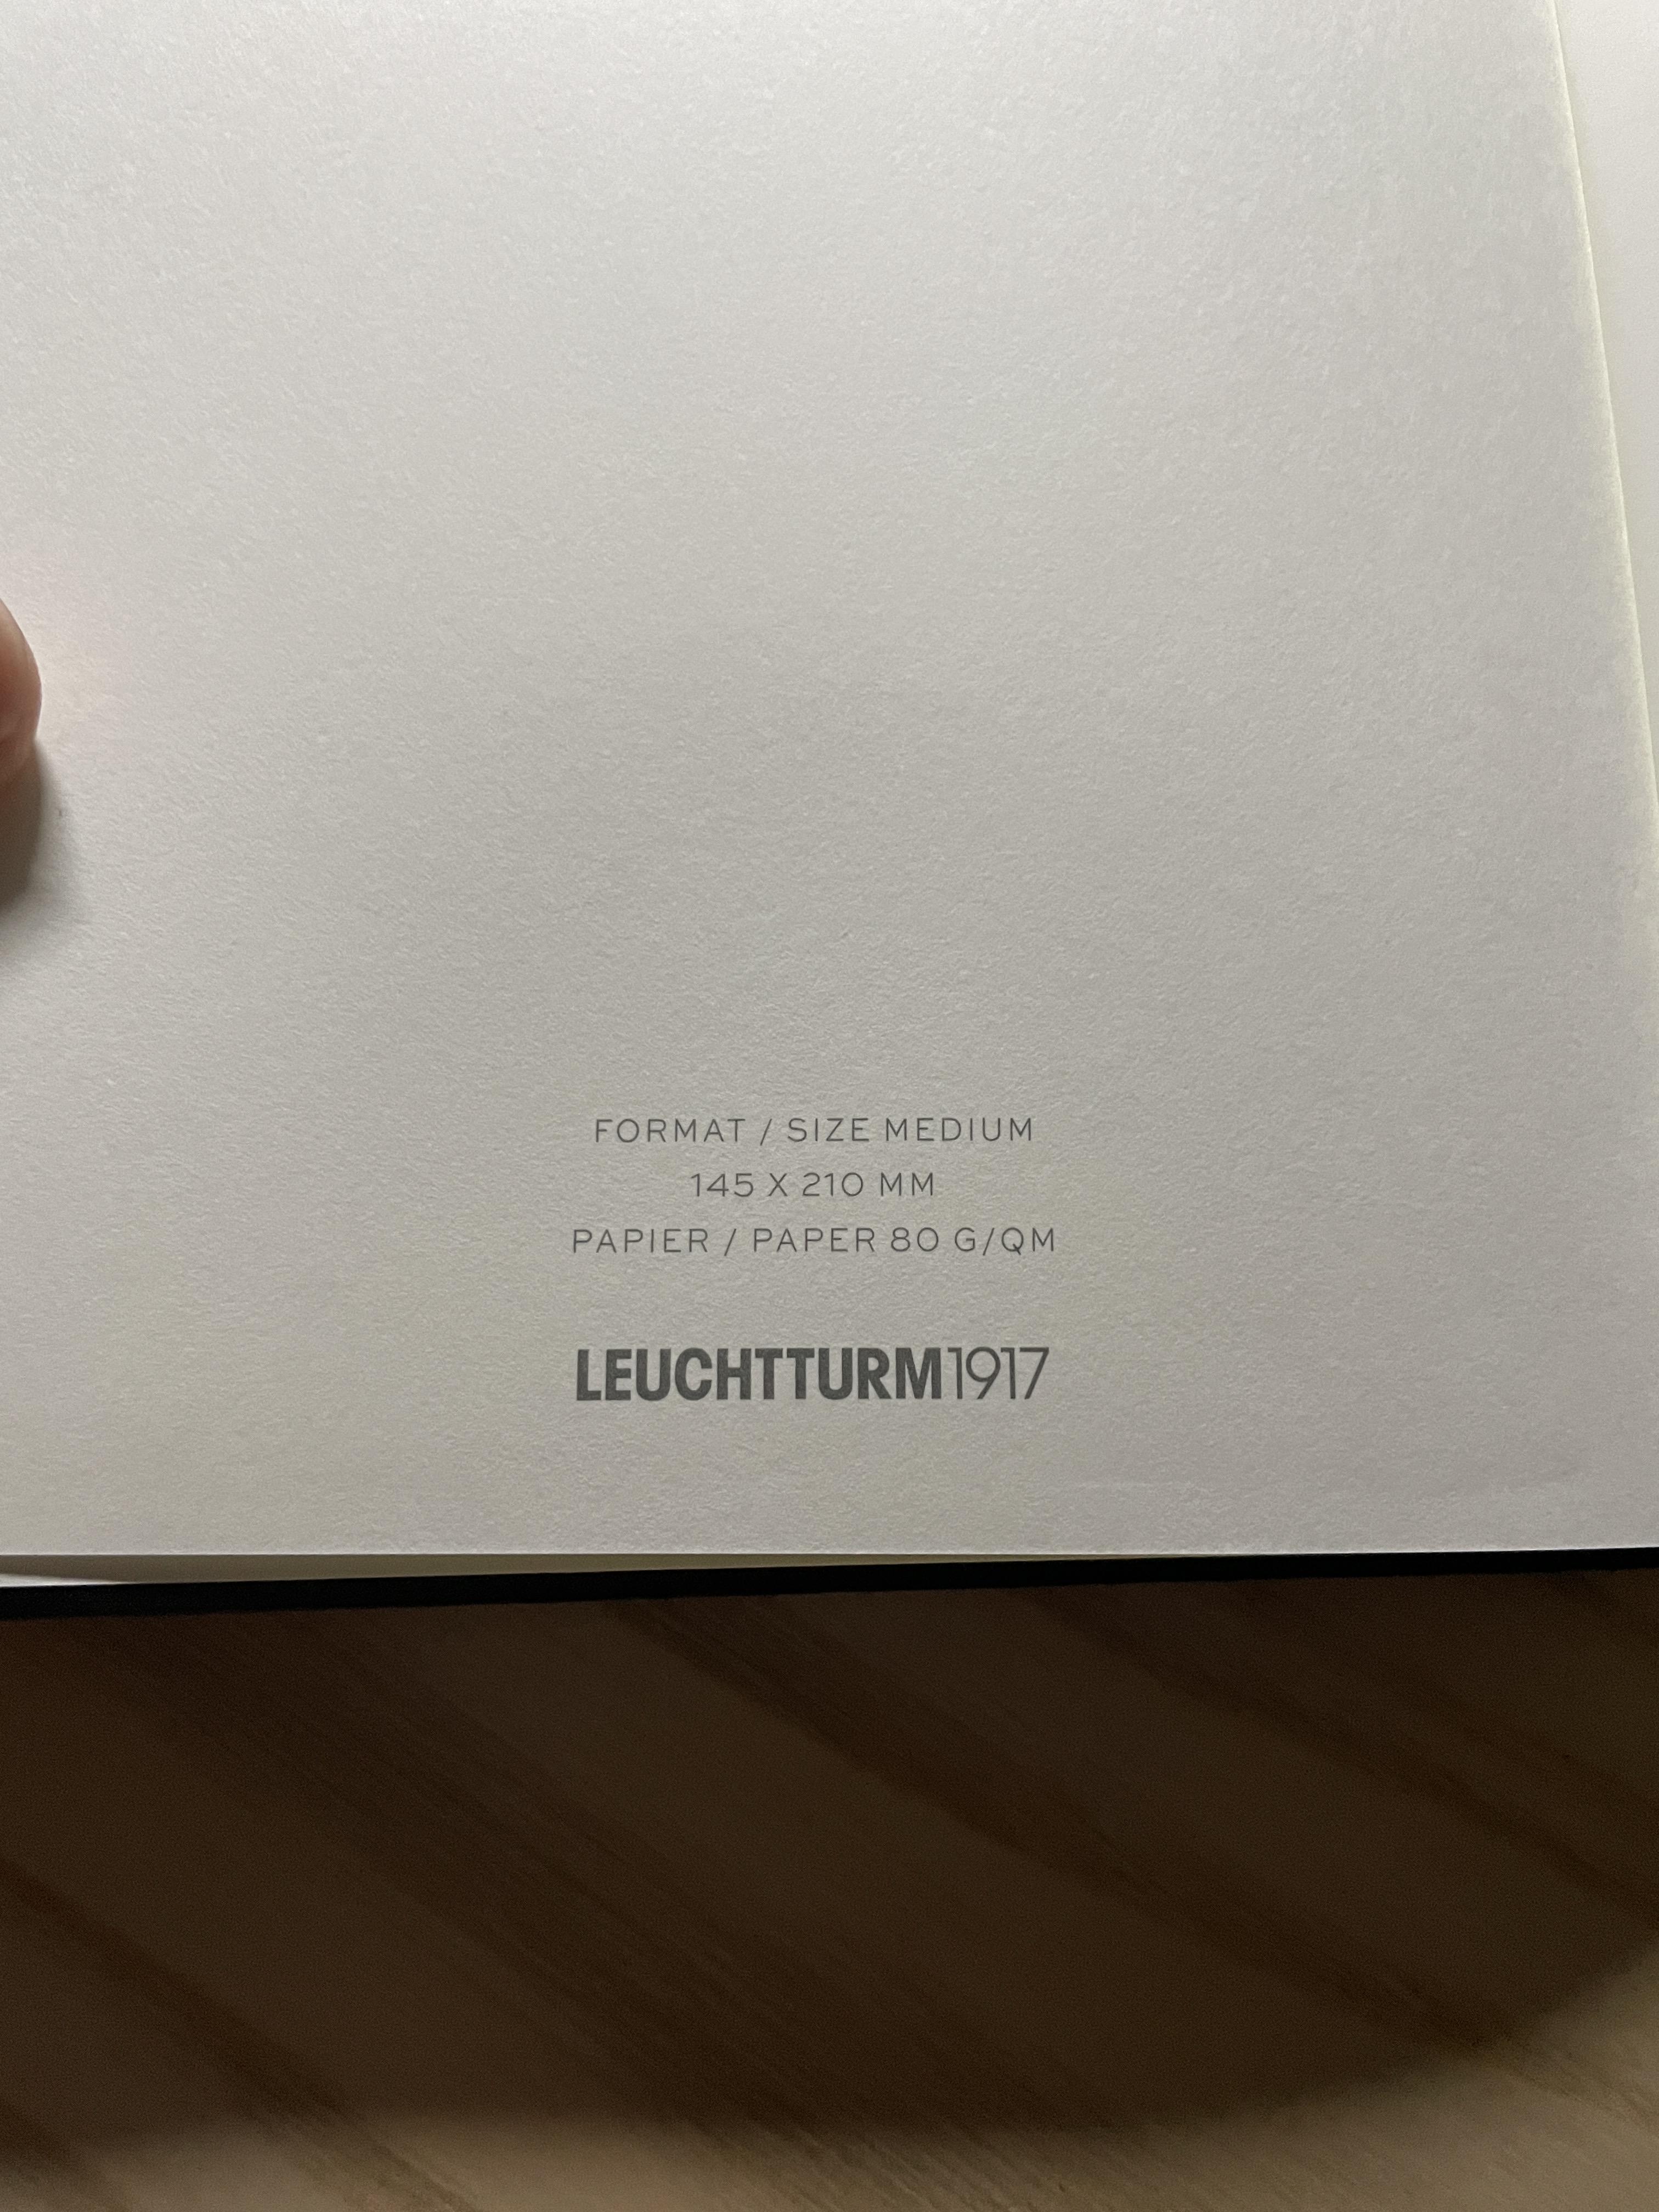 FORMAT / SIZE MEDIUM
145 X 210 MM
PAPIER / PAPER 80 G/QM
LEUCHTTURM1917